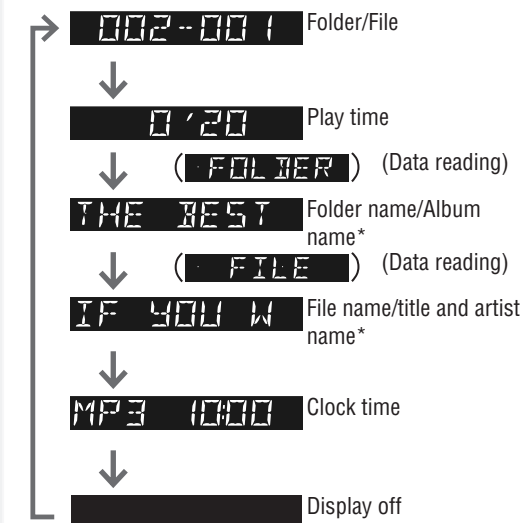 002-001 Folder/File
0'20 Play time
( FOLDER ) (Data reading)
THE BEST Folder name/Album
name*
( FILE ) (Data reading)
IF YOU W File name/title and artist
name*
MP3 10:00 Clock time
Display off